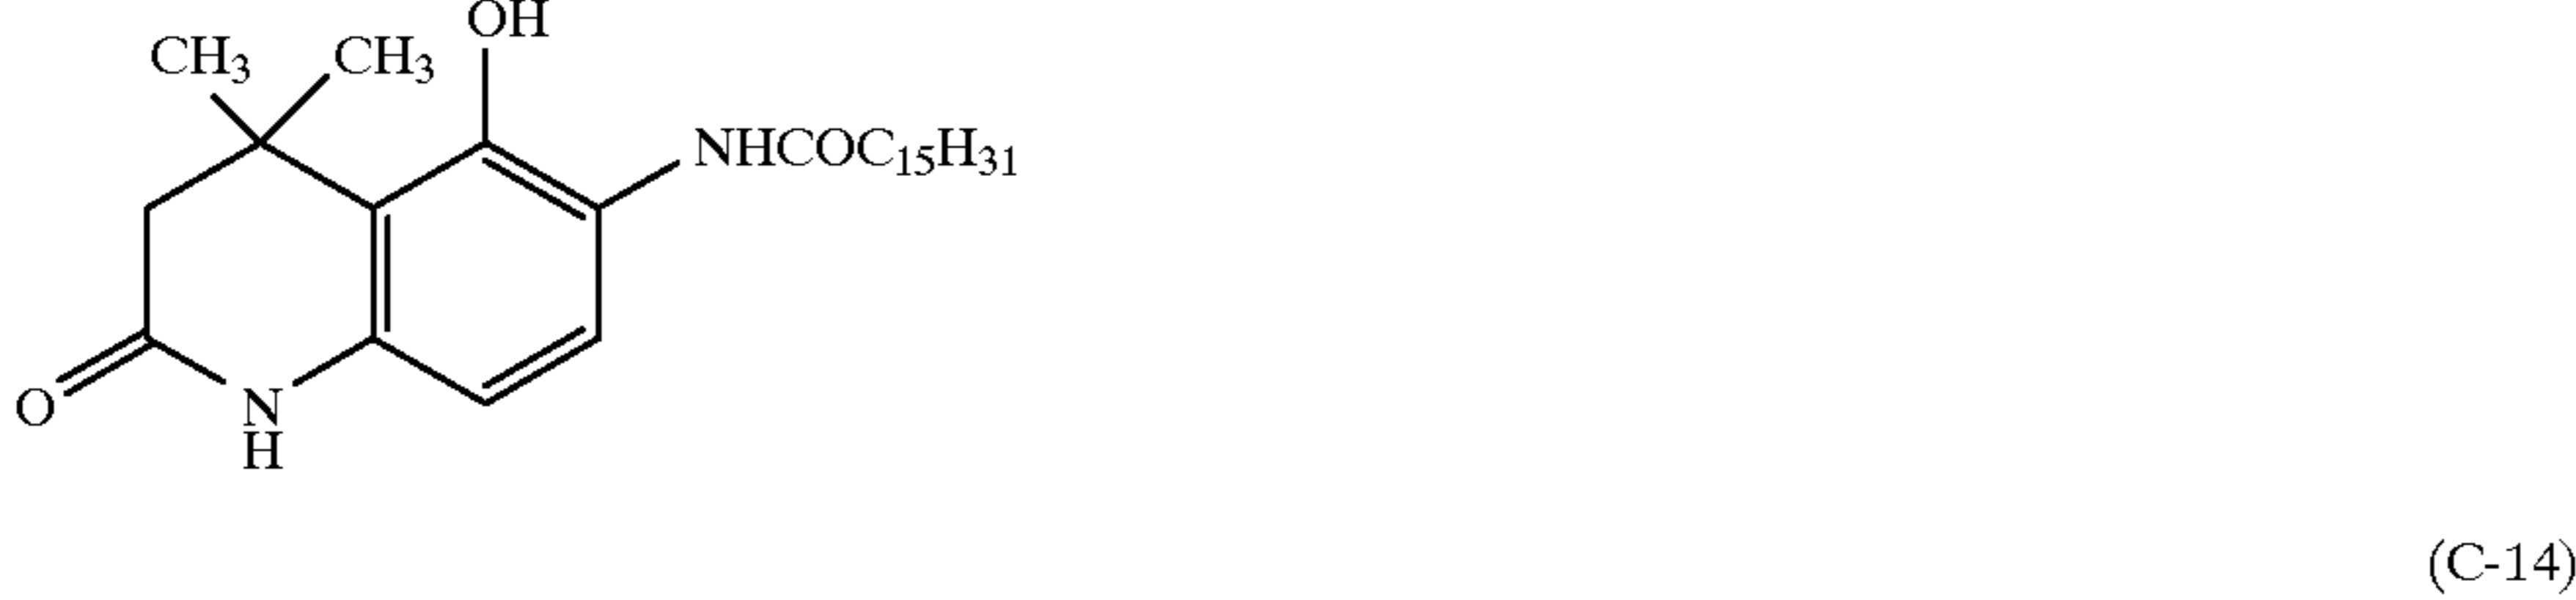 OH
CH₃ CH₃
NHCOC₁₅H₃₁
O
N
H
(C-14)